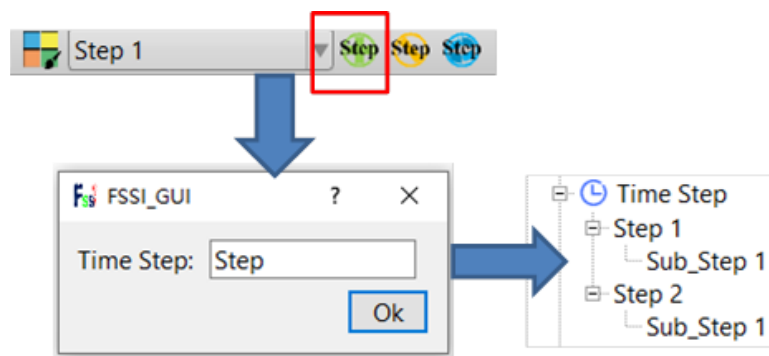 Step 1 Step Step Step
FSSI_GUI ? ×
Time Step: Step
Ok
Time Step
Step 1
Sub_Step 1
Step 2
Sub_Step 1